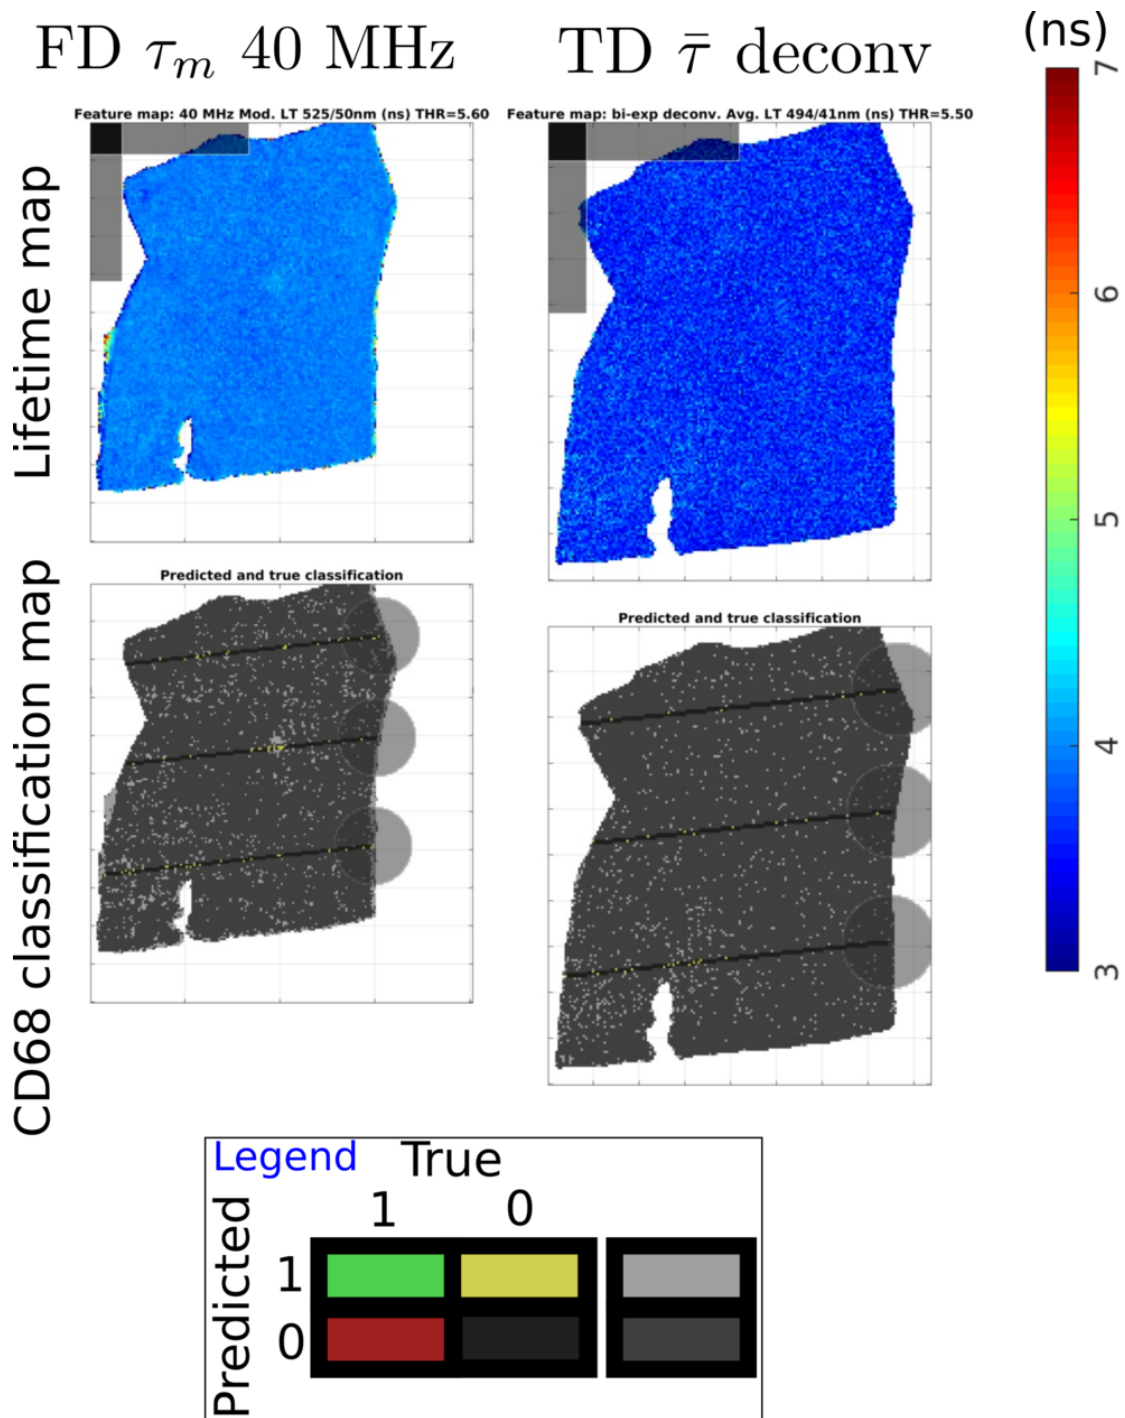 FD τₘ 40 MHz
TD τ̄ deconv
(ns)
Feature map: 40 MHz Mod. LT 525/50nm (ns) THR=5.60
Feature map: bi-exp deconv. Avg. LT 494/41nm (ns) THR=5.50
Lifetime map
7
6
5
4
3
Predicted and true classification
Predicted and true classification
CD68 classification map
Legend
True
1 0
Predicted
1
0